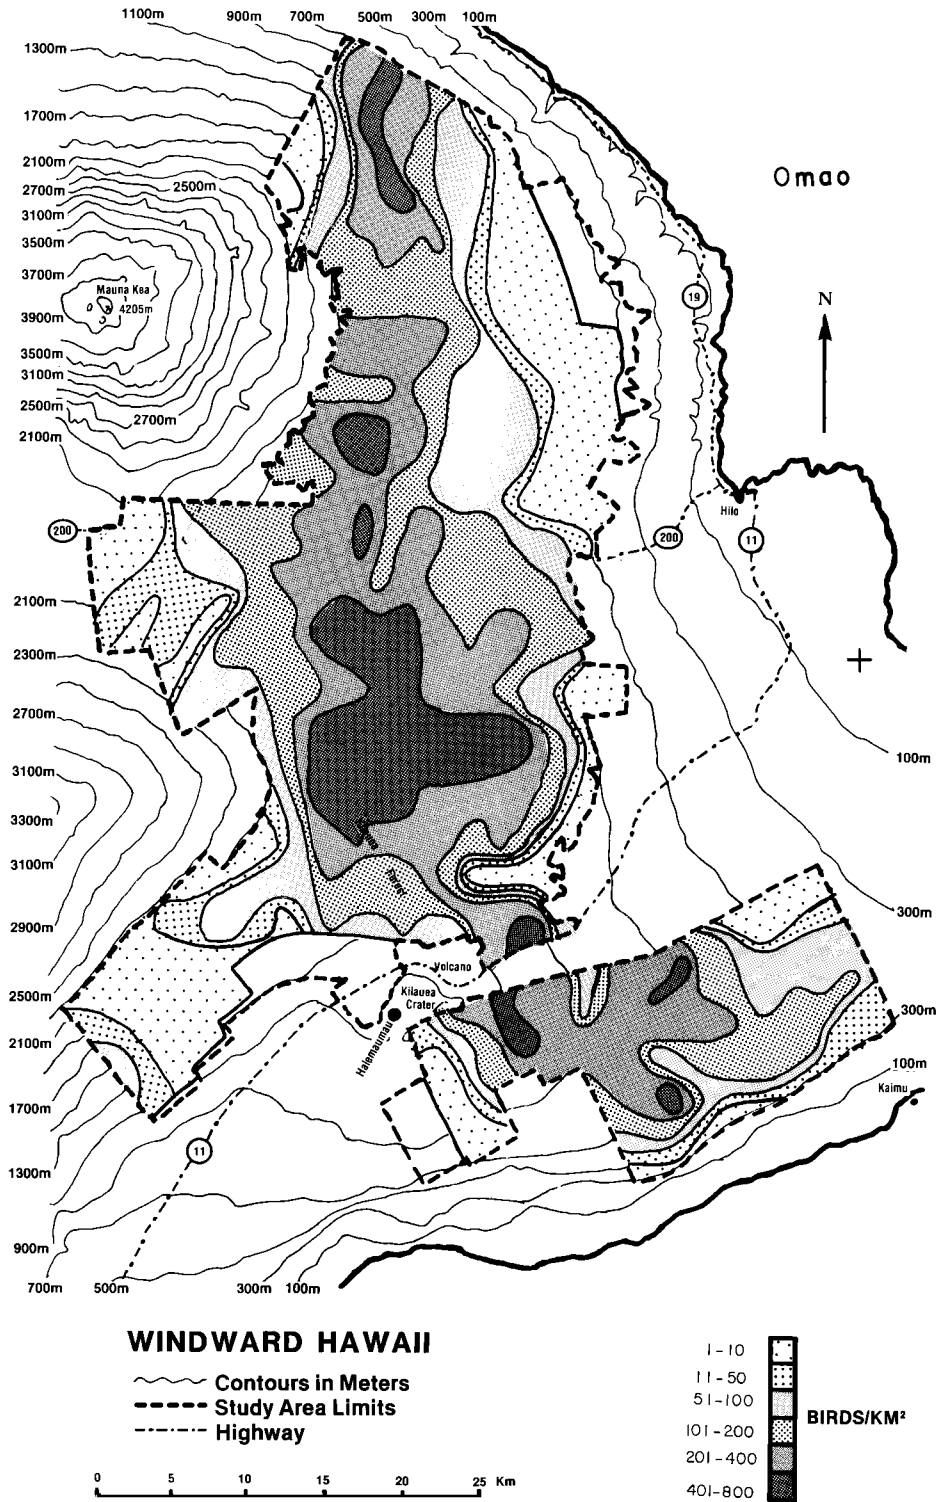 1100m
900m
700m
500m
300m
100m
1300m
1700m
2100m
2700m
2500m
3100m
3500m
3700m
Mauna Kea
4205m
3900m
3500m
3100m
2500m
2700m
2100m
Omao
19
N
Hilo
200
200
11
2100m
2300m
2700m
100m
3100m
3300m
3100m
2900m
300m
Volcano
Kilauea
Crater
2500m
Halemaumau
300m
2100m
100m
Kaimu
1700m
11
1300m
900m
700m
500m
300m
100m
WINDWARD HAWAII
Contours in Meters
Study Area Limits
Highway
0 5 10 15 20 25 Km
1-10
11-50
51-100
101-200
201-400
401-800
BIRDS/KM²